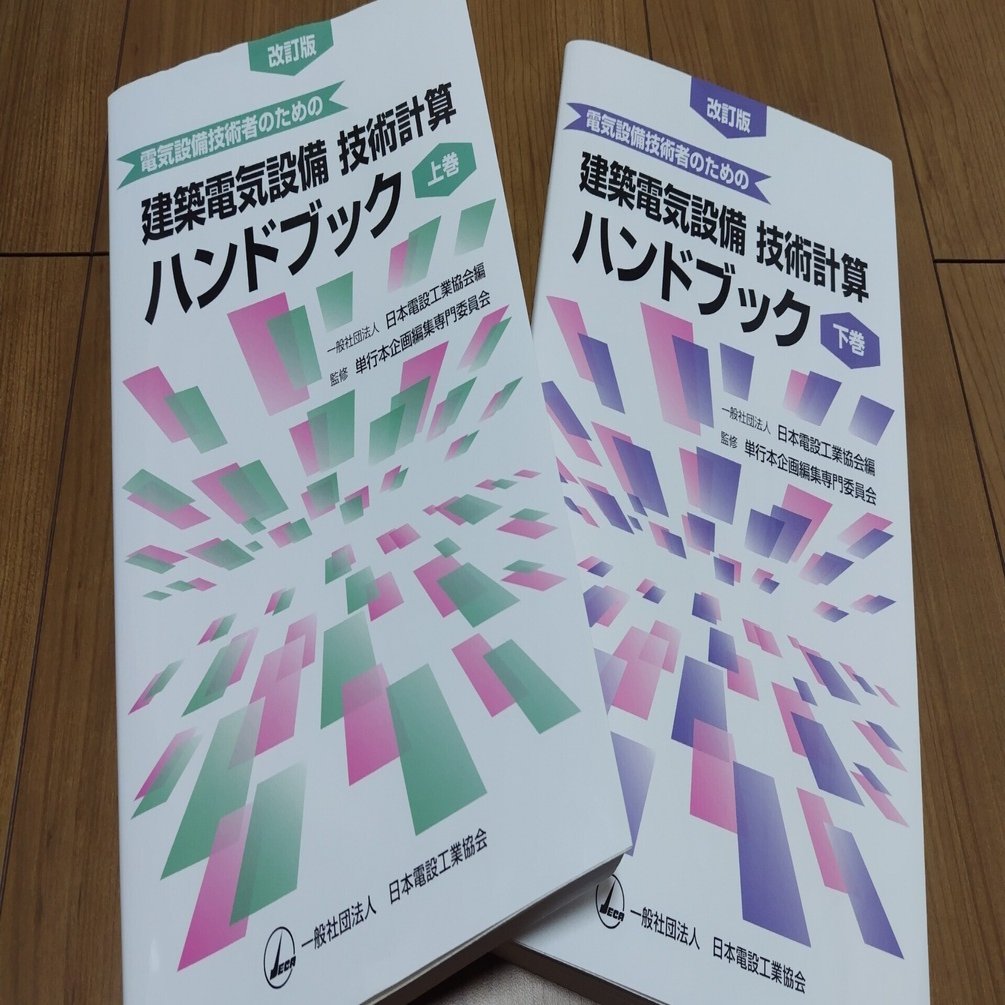 改訂版
電気設備技術者のための
建築電気設備 技術計算
ハンドブック 上巻
一般社団法人 日本電設工業協会編
監修 単行本企画編集専門委員会
JECA 一般社団法人 日本電設工業協会
改訂版
電気設備技術者のための
建築電気設備 技術計算
ハンドブック 下巻
一般社団法人 日本電設工業協会編
監修 単行本企画編集専門委員会
JECA 一般社団法人 日本電設工業協会